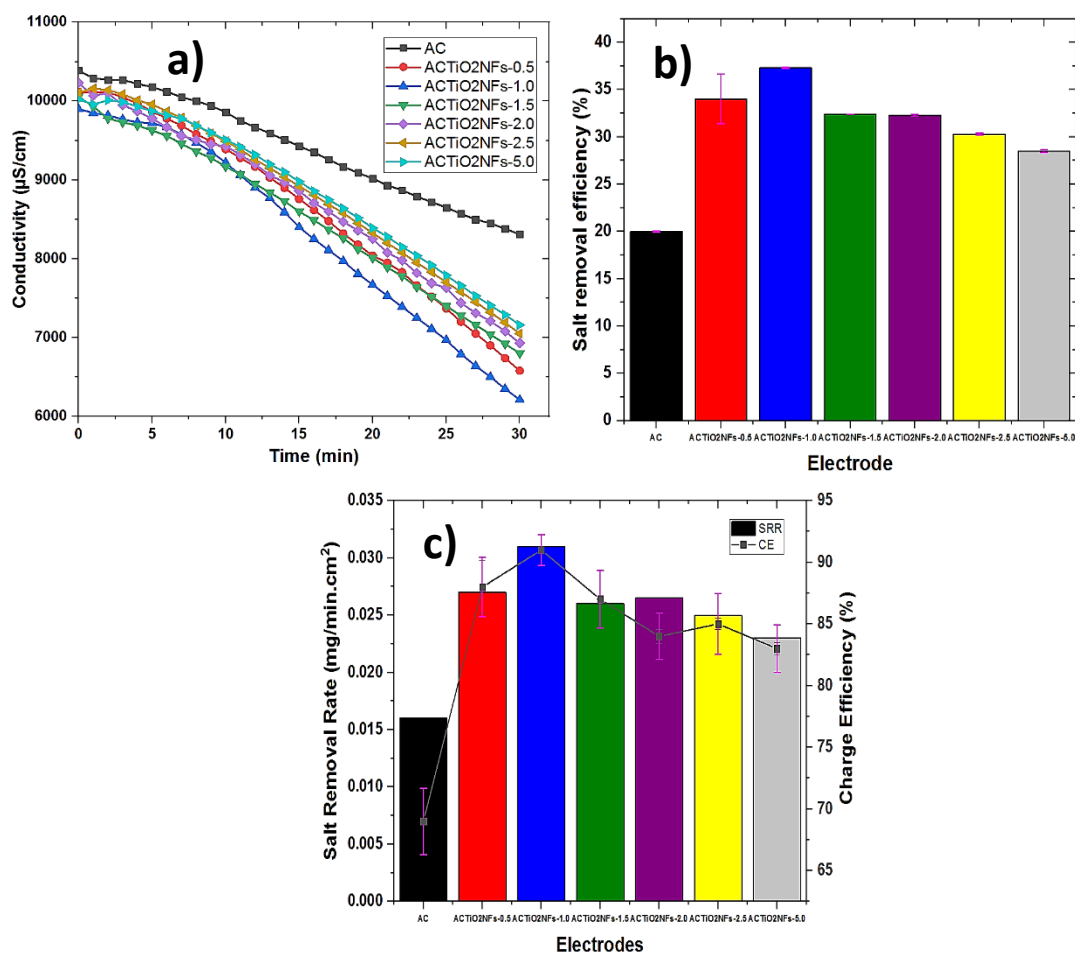 a)
AC
ACTiO2NFs-0.5
ACTiO2NFs-1.0
ACTiO2NFs-1.5
ACTiO2NFs-2.0
ACTiO2NFs-2.5
ACTiO2NFs-5.0
Conductivity (µS/cm)
11000
10000
9000
8000
7000
6000
0 5 10 15 20 25 30
Time (min)
b)
Salt removal efficiency (%)
40
35
30
25
20
15
10
5
0
AC ACTiO2NFs-0.5 ACTiO2NFs-1.0 ACTiO2NFs-1.5 ACTiO2NFs-2.0 ACTiO2NFs-2.5 ACTiO2NFs-5.0
Electrode
c)
SRR
CE
Salt Removal Rate (mg/min.cm²)
0.035
0.030
0.025
0.020
0.015
0.010
0.005
0.000
95
90
85
80
75
70
65
Charge Efficiency (%)
AC ACTiO2NFs-0.5 ACTiO2NFs-1.0 ACTiO2NFs-1.5 ACTiO2NFs-2.0 ACTiO2NFs-2.5 ACTiO2NFs-5.0
Electrodes